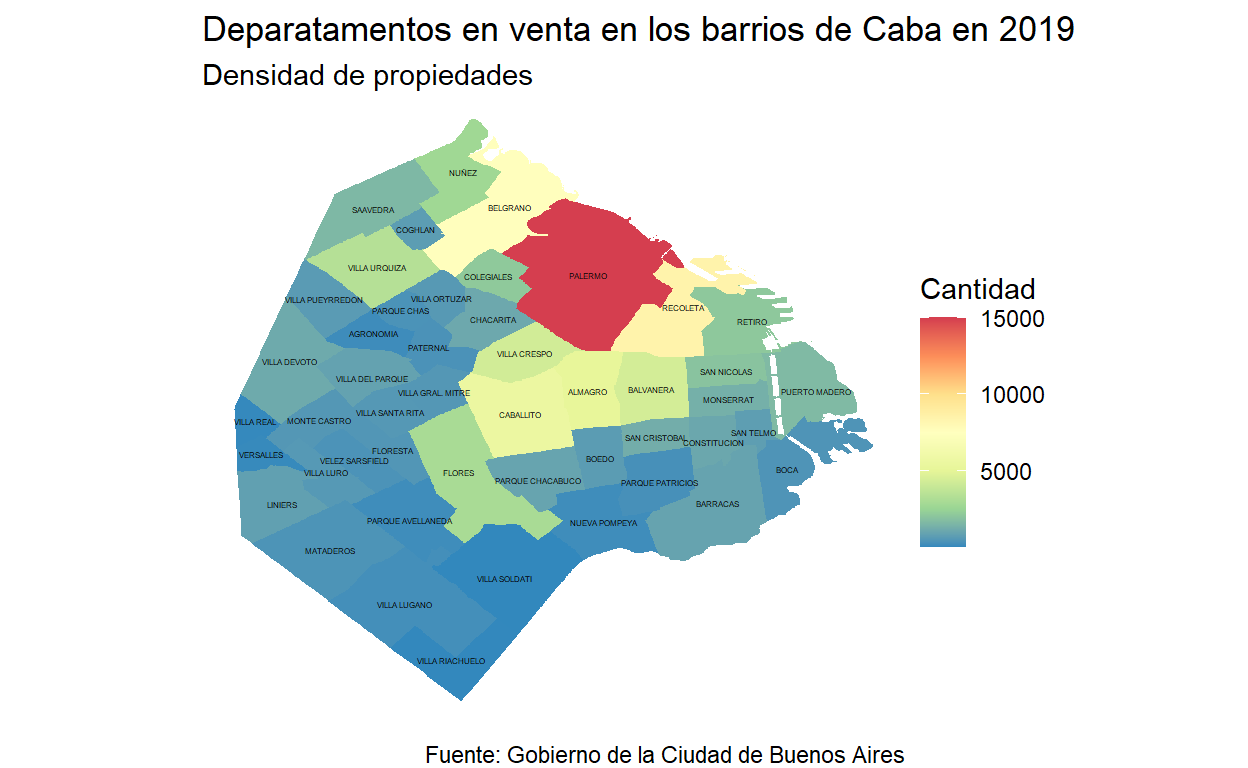 Deparatamentos en venta en los barrios de Caba en 2019
Densidad de propiedades
NUÑEZ
SAAVEDRA
BELGRANO
COGHLAN
VILLA URQUIZA
COLEGIALES
PALERMO
VILLA PUEYRREDON
VILLA ORTUZAR
PARQUE CHAS
RECOLETA
CHACARITA
RETIRO
AGRONOMIA
PATERNAL
VILLA CRESPO
VILLA DEVOTO
VILLA DEL PARQUE
SAN NICOLAS
VILLA GRAL. MITRE
ALMAGRO
BALVANERA
PUERTO MADERO
MONSERRAT
VILLA SANTA RITA
CABALLITO
VILLA REAL
MONTE CASTRO
SAN TELMO
SAN CRISTOBAL
CONSTITUCION
FLORESTA
VERSALLES
VELEZ SARSFIELD
BOEDO
VILLA LURO
FLORES
BOCA
PARQUE CHACABUCO
PARQUE PATRICIOS
LINIERS
BARRACAS
PARQUE AVELLANEDA
NUEVA POMPEYA
MATADEROS
VILLA SOLDATI
VILLA LUGANO
VILLA RIACHUELO
Cantidad
15000
10000
5000
Fuente: Gobierno de la Ciudad de Buenos Aires